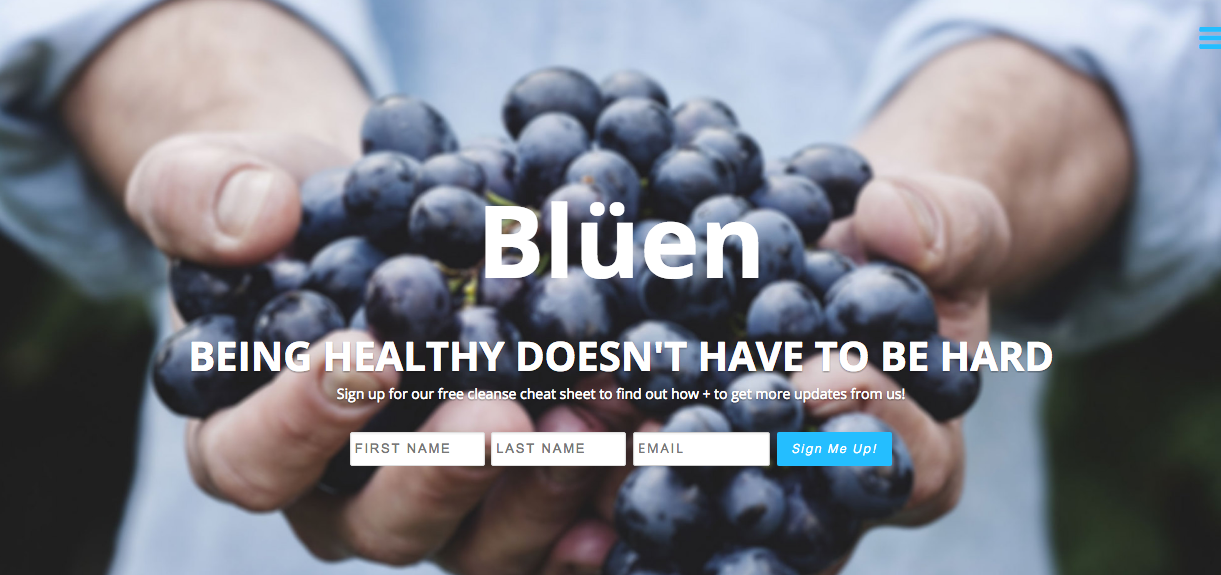 Blüen
BEING HEALTHY DOESN'T HAVE TO BE HARD
Sign up for our free cleanse cheat sheet to find out how + to get more updates from us!
FIRST NAME LAST NAME EMAIL Sign Me Up!